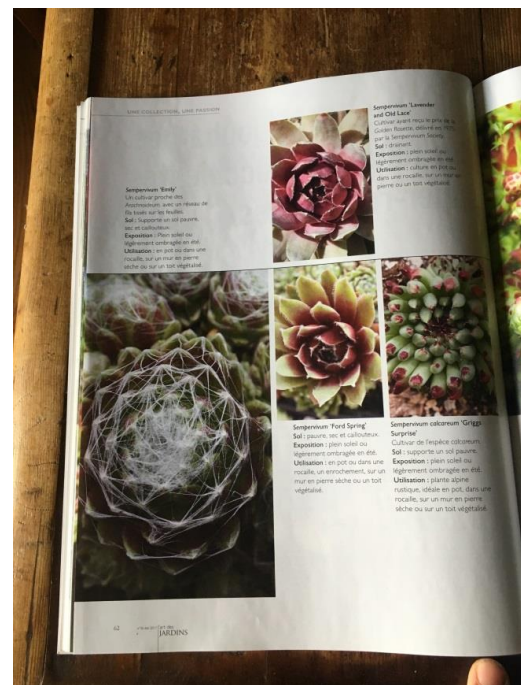 UNE COLLECTION, UNE PASSION
Sempervivum 'Lavender
and Old Lace'
Cultivar ayant reçu le prix de la
Golden Rosette, délivré en
par la Sempervivum Society.
Sol : drainant.
Exposition : plein soleil ou
légèrement ombragée en été.
Utilisation : culture en pot ou
dans une rocaille, sur un mur en
pierre ou sur un toit végétalisé.
Sempervivum 'Emily'
Un cultivar proche des
Arachnoideum, avec un réseau de
fils tissés sur les feuilles.
Sol : Supporte un sol pauvre,
sec et caillouteux.
Exposition : Plein soleil ou
légèrement ombragée en été.
Utilisation : en pot ou dans une
rocaille, sur un mur en pierre
sèche ou sur un toit végétalisé.
Sempervivum 'Ford Spring'
Sol : pauvre, sec et caillouteux.
Exposition : plein soleil ou
légèrement ombragée en été.
Utilisation : en pot ou dans une
rocaille, un enrochement, sur un
mur en pierre sèche ou un toit
végétalisé.
Sempervivum calcareum 'Griggs
Surprise'
Cultivar de l'espèce calcareum.
Sol : supporte un sol pauvre.
Exposition : plein soleil ou
légèrement ombragée en été.
Utilisation : plante alpine
rustique, idéale en pot, dans une
rocaille, sur un mur en pierre
sèche ou sur un toit végétalisé.
62
l'art des
JARDINS